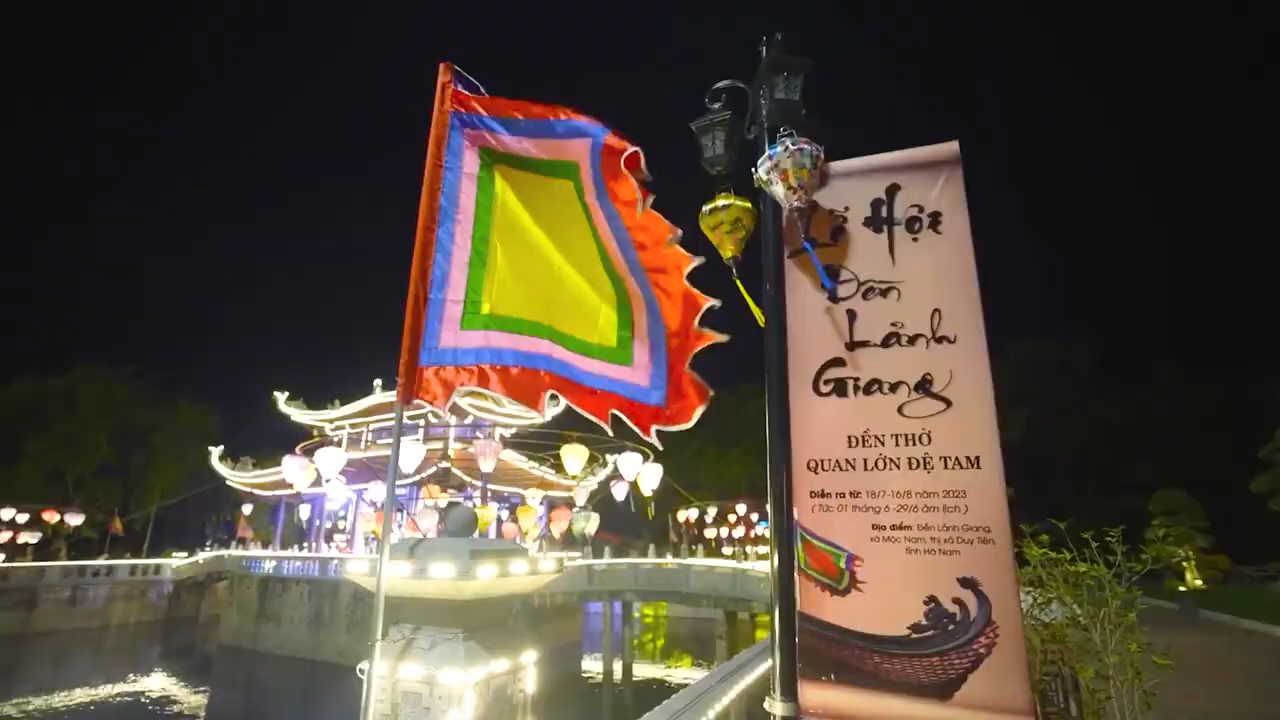 Lễ Hội
Đền
Lảnh
Giang
ĐỀN THỜ
QUAN LỚN ĐỆ TAM
Diễn ra từ: 18/7-16/8 năm 2023
( Tức 01 tháng 6 -29/6 âm lịch )
Địa điểm: Đền Lảnh Giang,
xã Mộc Nam, thị xã Duy Tiên,
tỉnh Hà Nam